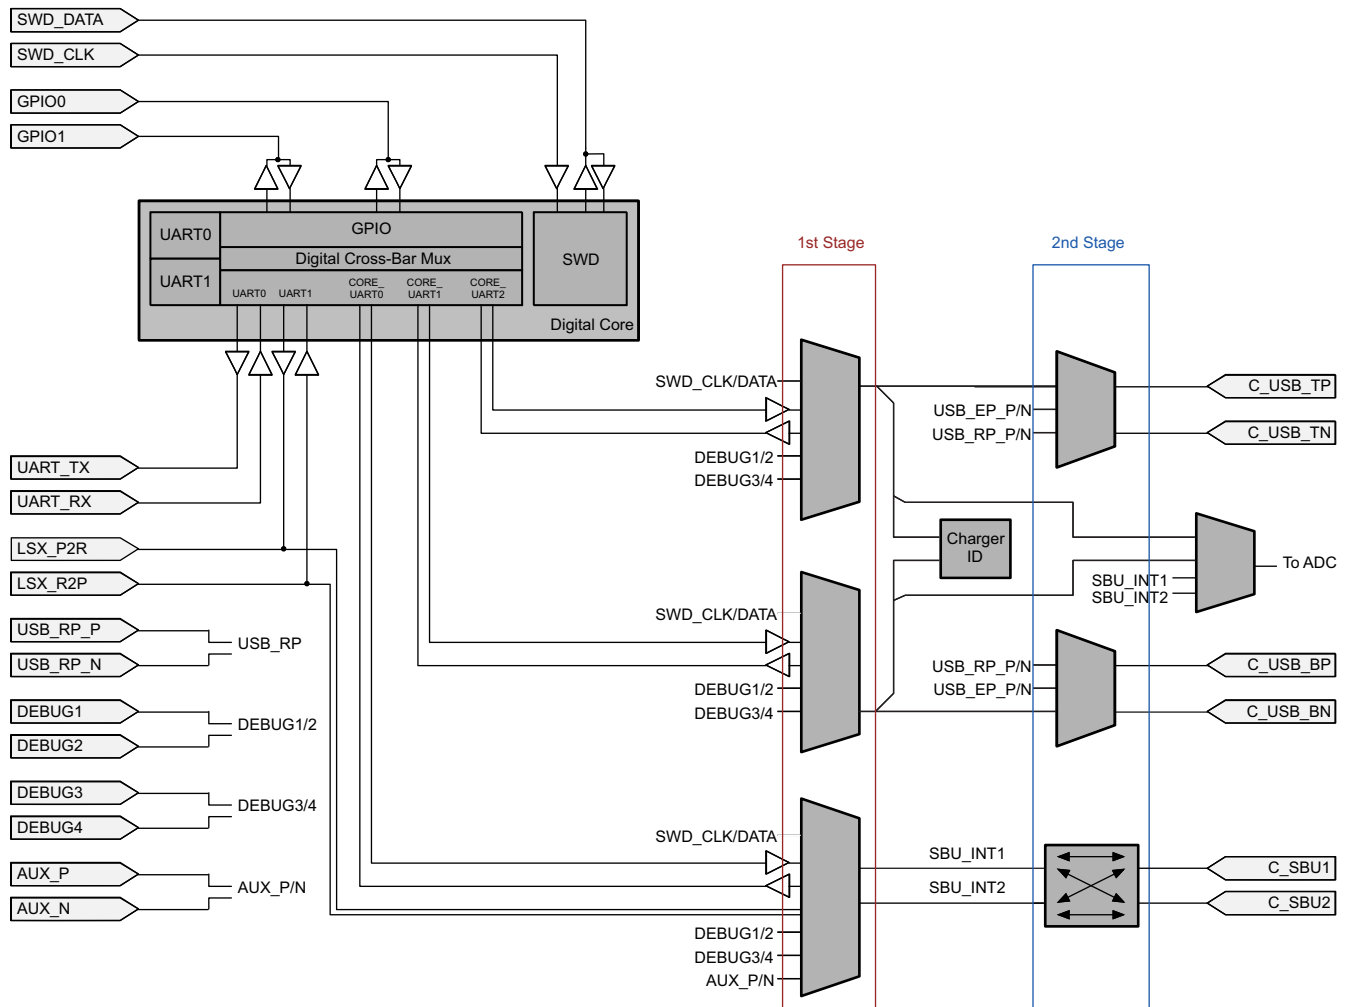 SWD_DATA
SWD_CLK
GPIO0
GPIO1
UART0
GPIO
Digital Cross-Bar Mux
SWD
UART1
UART0
UART1
CORE_
UART0
CORE_
UART1
CORE_
UART2
Digital Core
1st Stage
2nd Stage
SWD_CLK/DATA
USB_EP_P/N
USB_RP_P/N
C_USB_TP
C_USB_TN
DEBUG1/2
DEBUG3/4
UART_TX
UART_RX
LSX_P2R
LSX_R2P
Charger
ID
SBU_INT1
SBU_INT2
To ADC
USB_RP_P
USB_RP_N
USB_RP
SWD_CLK/DATA
DEBUG1/2
DEBUG3/4
USB_RP_P/N
USB_EP_P/N
C_USB_BP
C_USB_BN
DEBUG1
DEBUG2
DEBUG1/2
DEBUG3
DEBUG4
DEBUG3/4
AUX_P
AUX_N
AUX_P/N
SWD_CLK/DATA
SBU_INT1
SBU_INT2
C_SBU1
C_SBU2
DEBUG1/2
DEBUG3/4
AUX_P/N